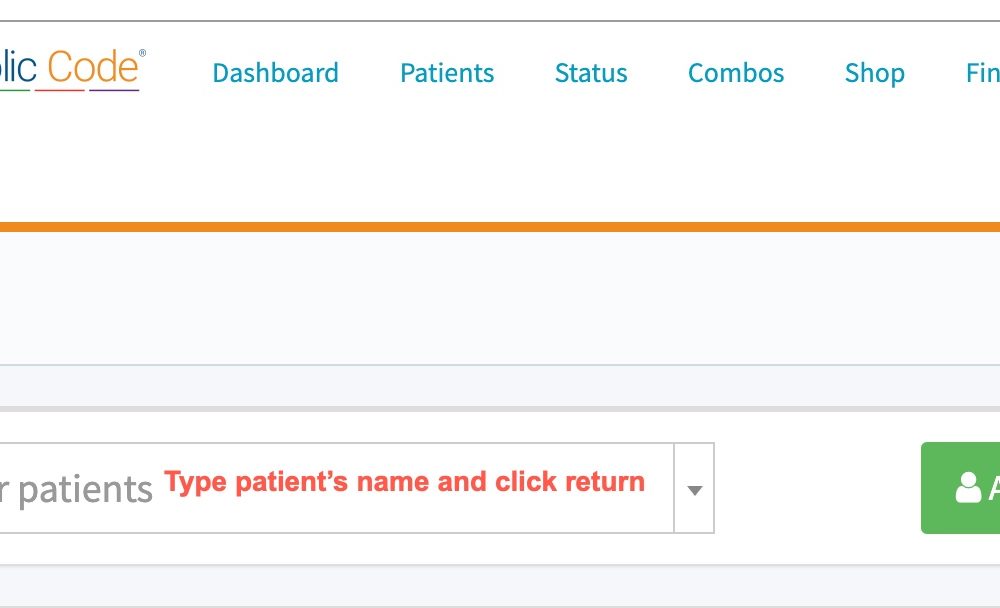 lic Code®
Dashboard Patients Status Combos Shop Fin
r patients Type patient’s name and click return A